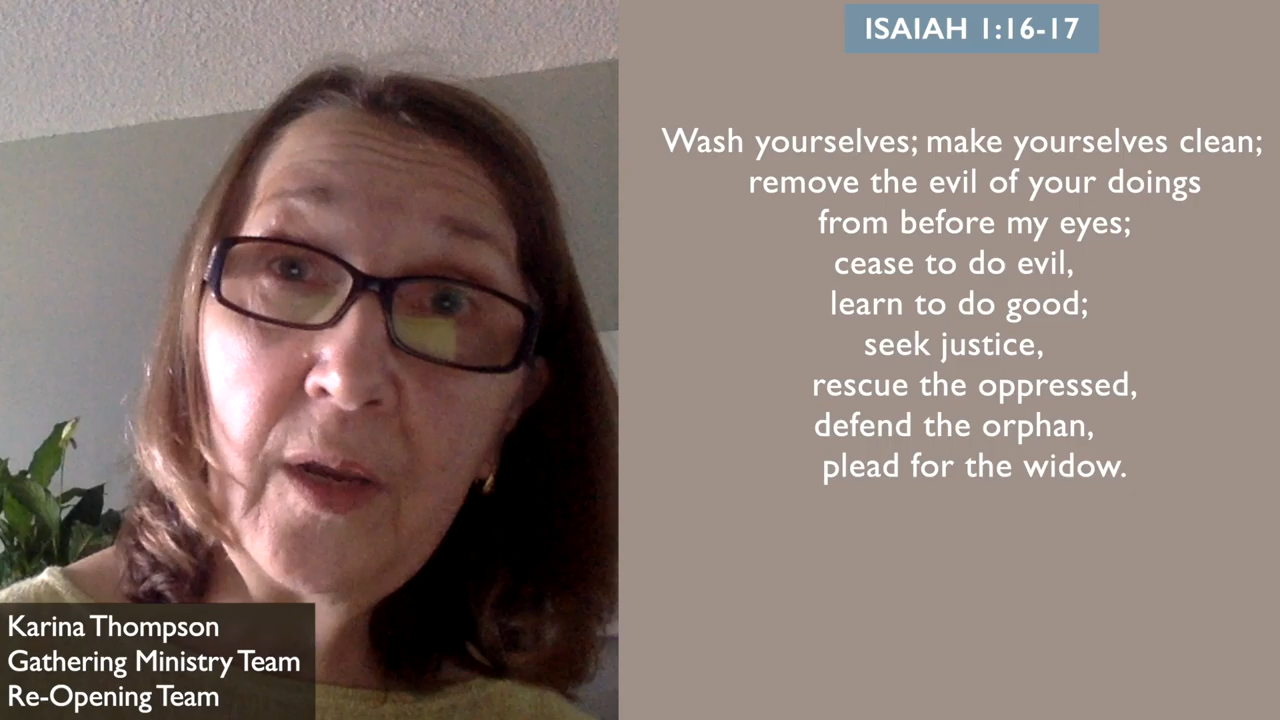 ISAIAH 1:16-17
Wash yourselves; make yourselves clean;
remove the evil of your doings
from before my eyes;
cease to do evil,
learn to do good;
seek justice,
rescue the oppressed,
defend the orphan,
plead for the widow.
Karina Thompson
Gathering Ministry Team
Re-Opening Team